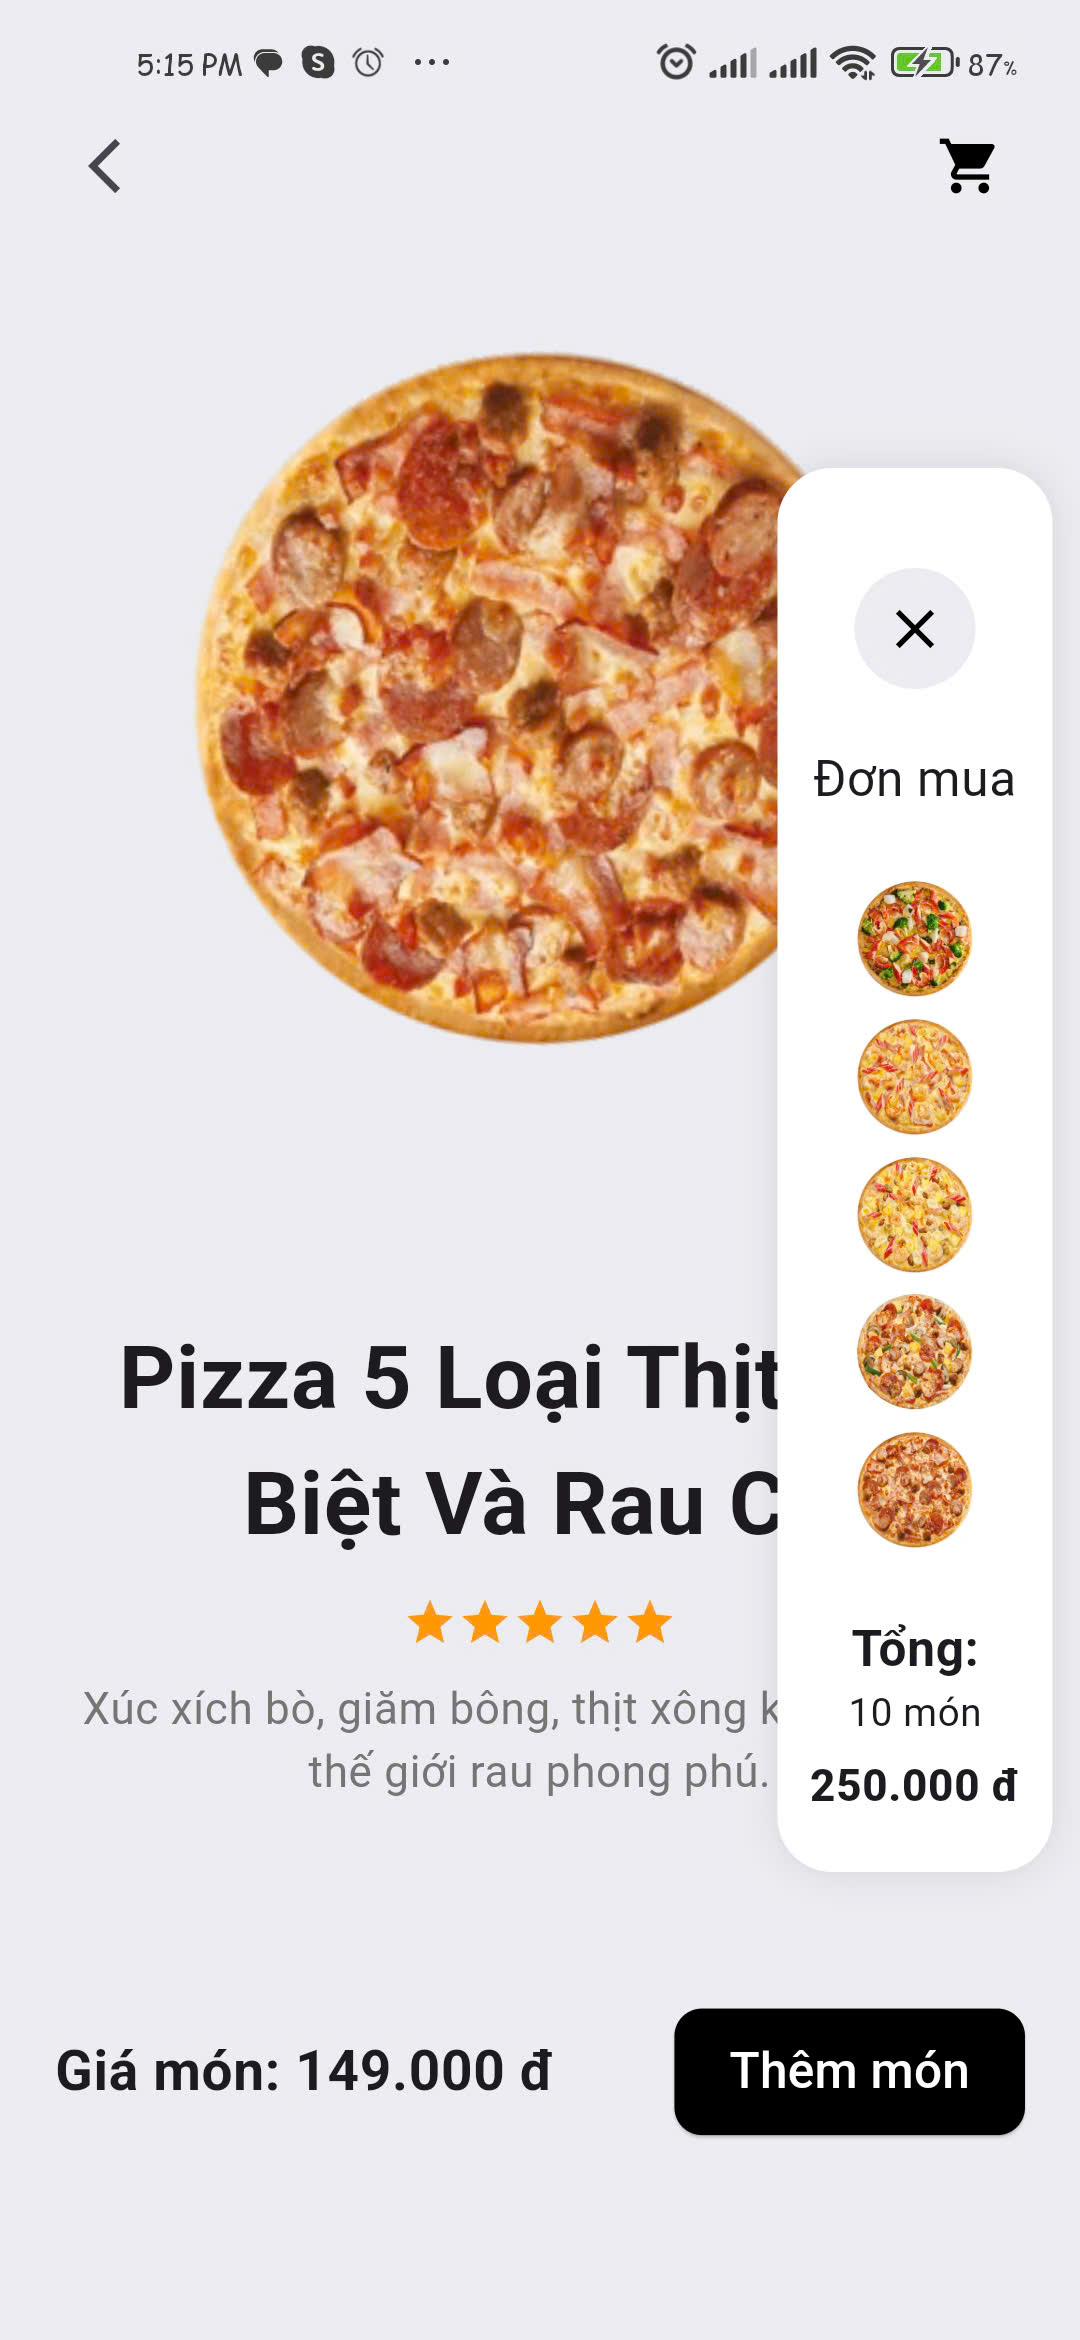 5:15 PM
87%
Đơn mua
Pizza 5 Loại Thịt
Biệt Và Rau
Xúc xích bò, giăm bông, thịt xông
thế giới rau phong phú.
Tổng:
10 món
250.000 đ
Giá món: 149.000 đ
Thêm món